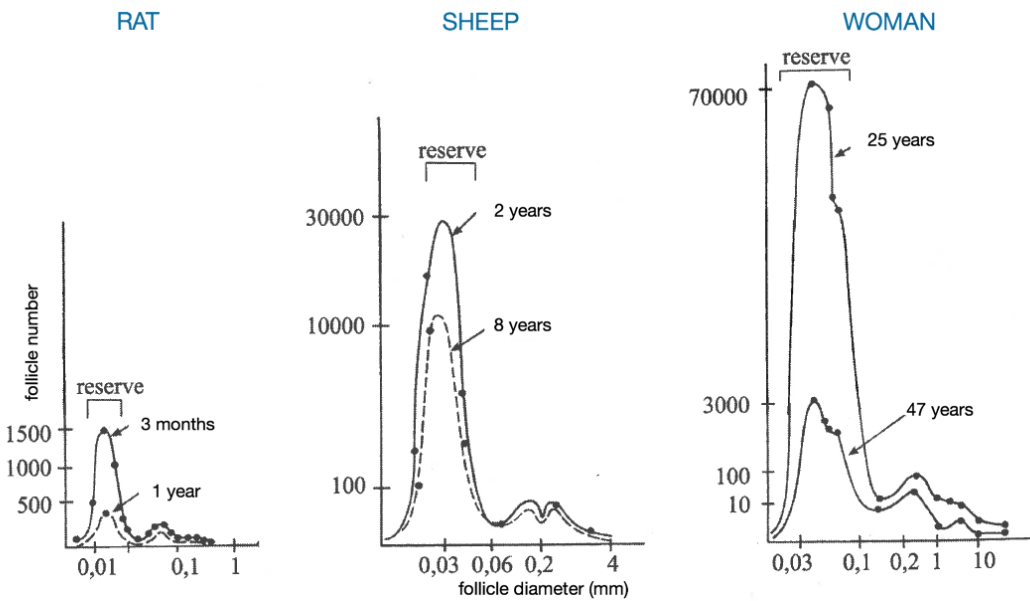 RAT
SHEEP
WOMAN
follicle number
reserve
1500
1000
500
3 months
1 year
0,01
0,1
1
reserve
30000
10000
100
2 years
8 years
0,03
0,06
0,2
4
follicle diameter (mm)
reserve
70000
3000
100
10
25 years
47 years
0,03
0,1
0,2
1
10